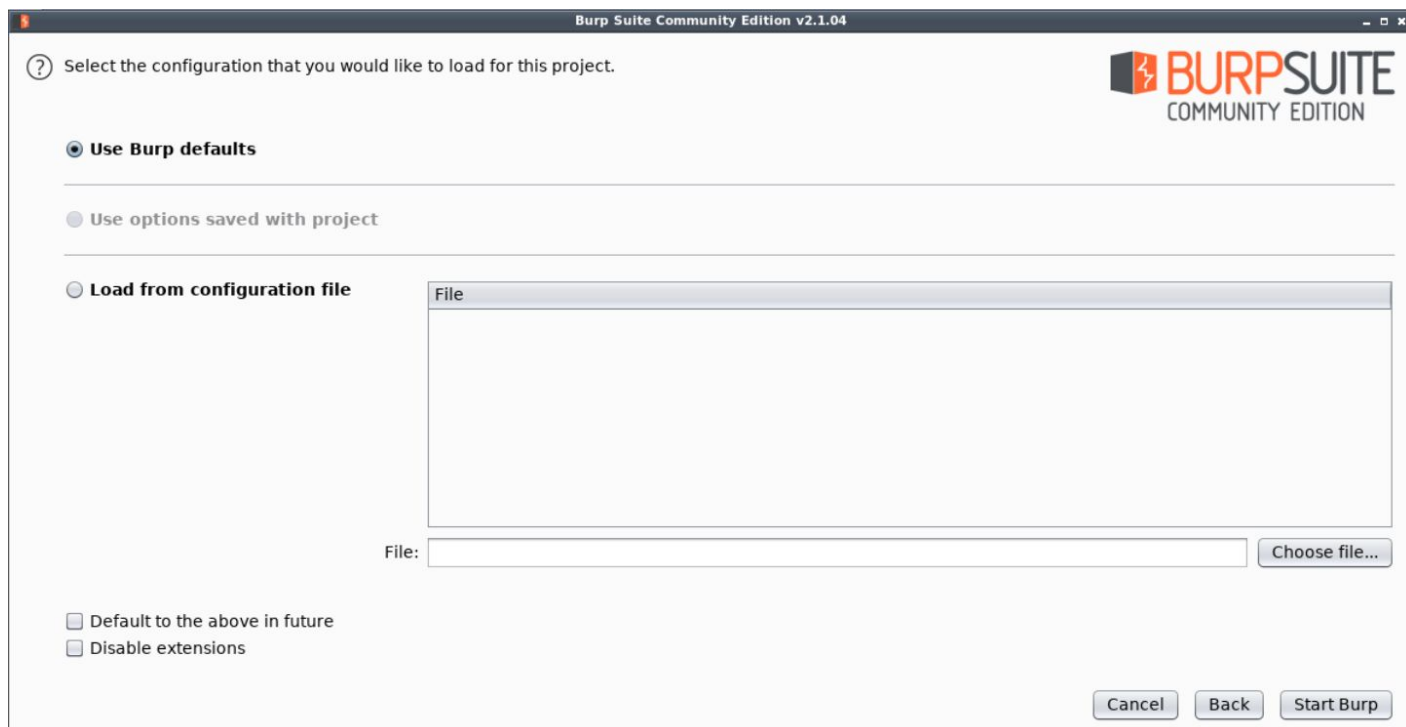 Burp Suite Community Edition v2.1.04
? Select the configuration that you would like to load for this project.
BURPSUITE
COMMUNITY EDITION
Use Burp defaults
Use options saved with project
Load from configuration file
File
File:
Choose file...
Default to the above in future
Disable extensions
Cancel Back Start Burp